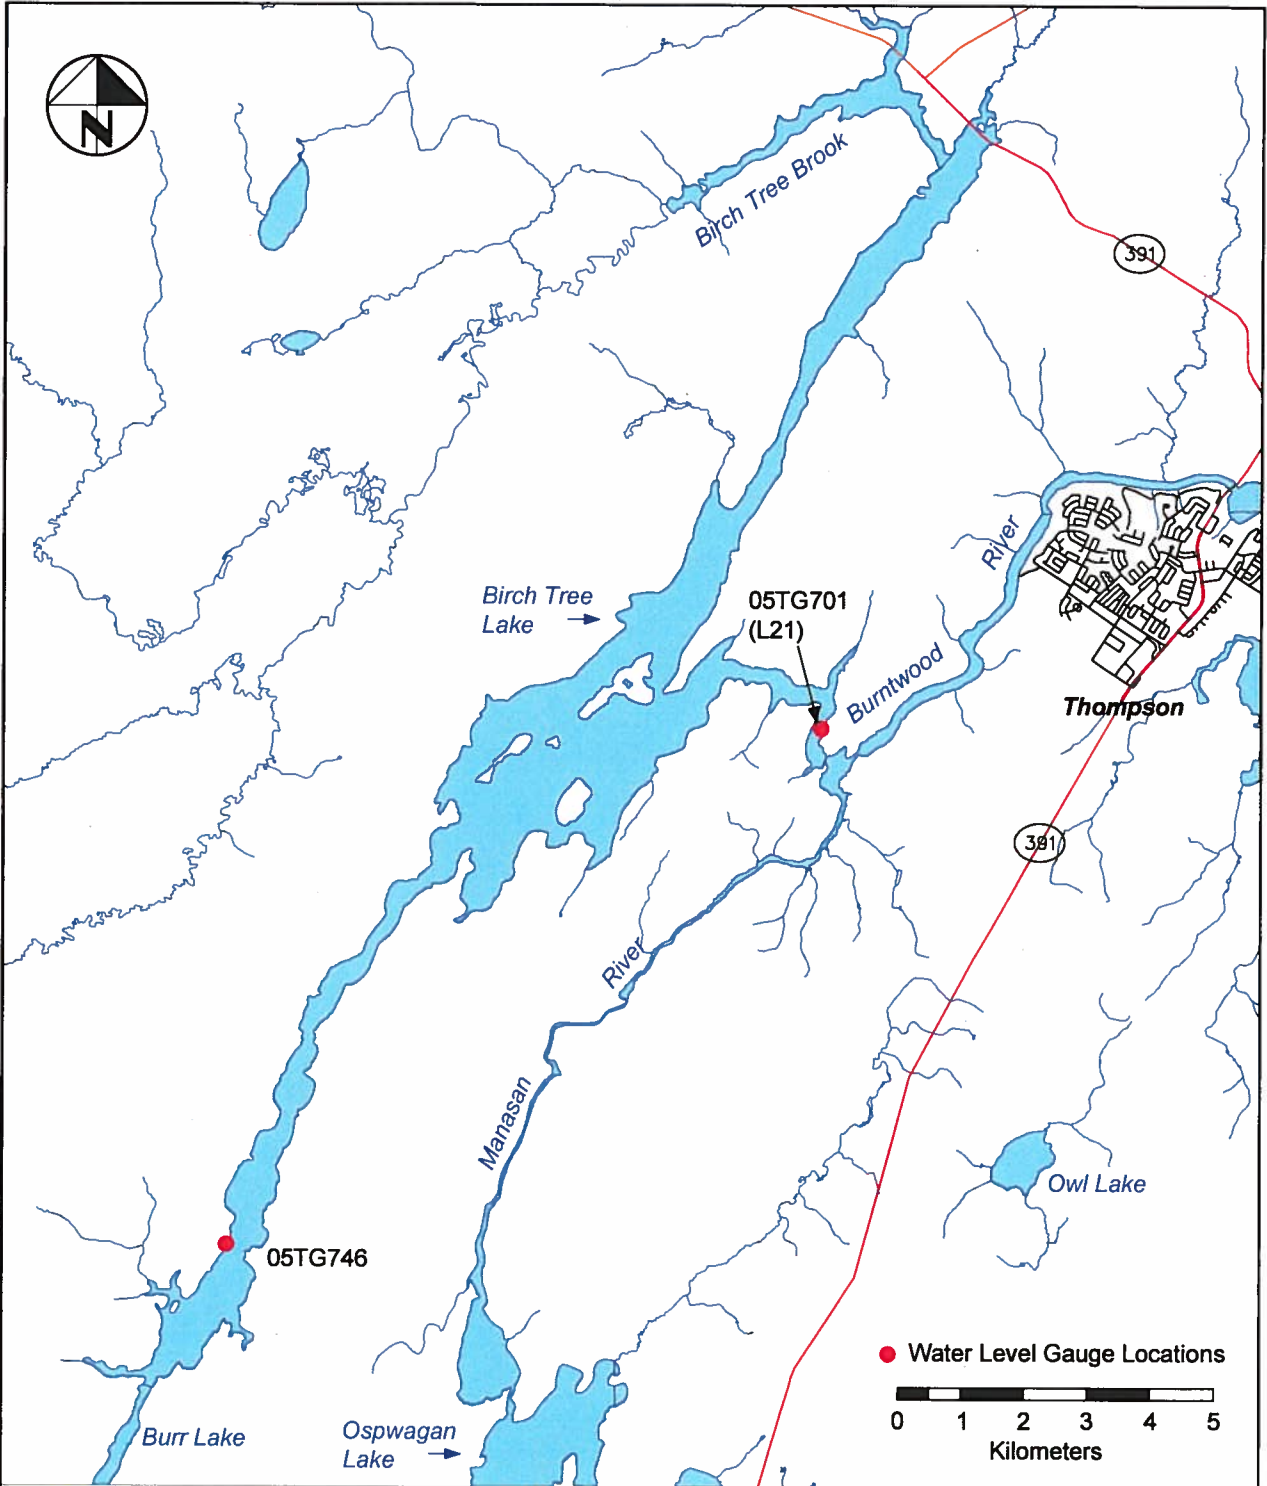 N
Birch Tree Brook
391
River
Birch Tree
Lake
05TG701
(L21)
Burntwood
Thompson
391
River
Manasan
Owl Lake
05TG746
Water Level Gauge Locations
0 1 2 3 4 5
Kilometers
Burr Lake
Ospwagan
Lake